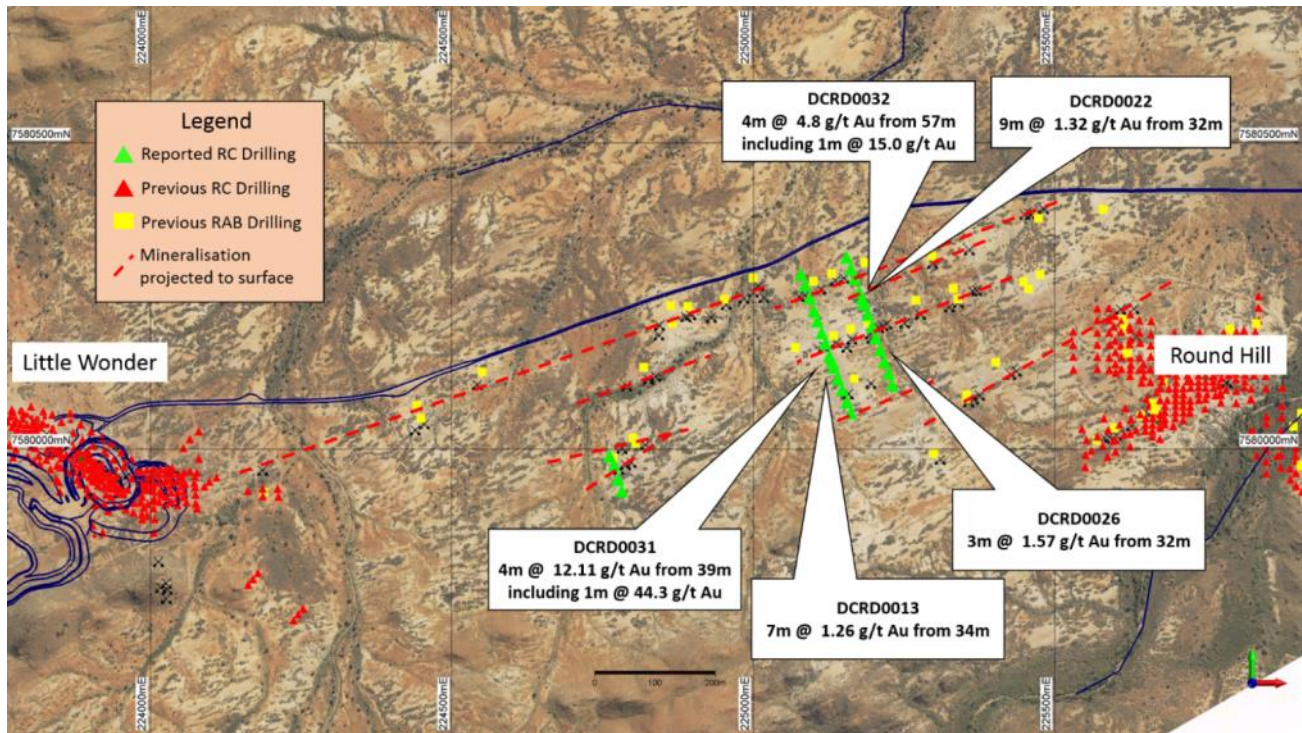 224000mE
224500mE
225000mE
225500mE
7580500mN
7580500mN
Legend
Reported RC Drilling
Previous RC Drilling
Previous RAB Drilling
Mineralisation
projected to surface
DCRD0032
4m @ 4.8 g/t Au from 57m
including 1m @ 15.0 g/t Au
DCRD0022
9m @ 1.32 g/t Au from 32m
Little Wonder
Round Hill
7580000mN
7580000mN
DCRD0031
4m @ 12.11 g/t Au from 39m
including 1m @ 44.3 g/t Au
DCRD0026
3m @ 1.57 g/t Au from 32m
DCRD0013
7m @ 1.26 g/t Au from 34m
0 100 200m
224000mE
224500mE
225000mE
225500mE